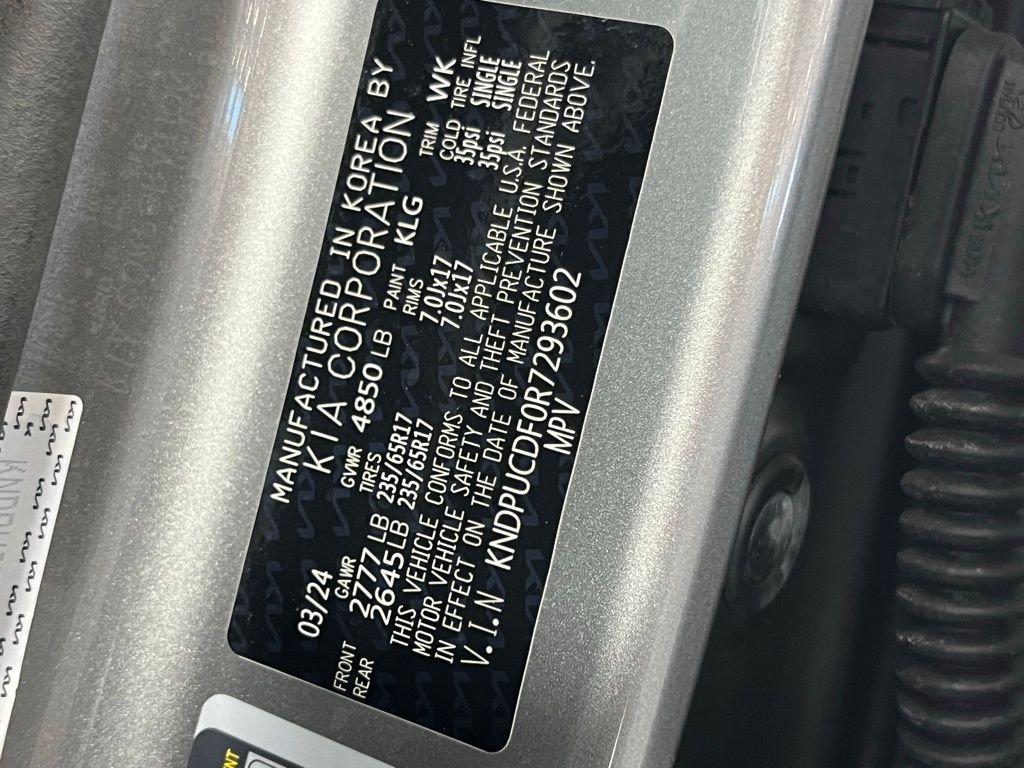 MANUFACTURED IN KOREA BY
KIA CORPORATION
03/24 GVWR 4850 LB PAINT KLG TRIM WK
GAWR TIRES RIMS COLD TIRE INFL
FRONT 2777 LB 235/65R17 7.0Jx17 35psi SINGLE
REAR 2645LB 235/65R17 7.0Jx17 35psi SINGLE
THIS VEHICLE CONFORMS TO ALL APPLICABLE U.S.A. FEDERAL
MOTOR VEHICLE SAFETY AND THEFT PREVENTION STANDARDS
IN EFFECT ON THE DATE OF MANUFACTURE SHOWN ABOVE.
V.I.N KNDPUCDF0R7293602
MPV